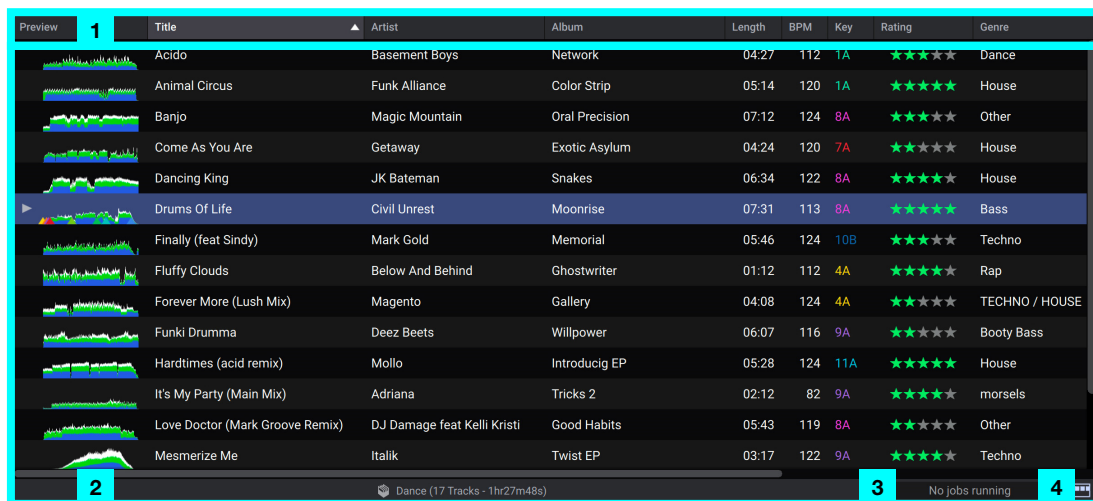 Preview 1 Title Artist Album Length BPM Key Rating Genre
Acido Basement Boys Network 04:27 112 1A Dance
Animal Circus Funk Alliance Color Strip 05:14 120 1A House
Banjo Magic Mountain Oral Precision 07:12 124 8A Other
Come As You Are Getaway Exotic Asylum 04:24 120 7A House
Dancing King JK Bateman Snakes 06:34 122 8A House
Drums Of Life Civil Unrest Moonrise 07:31 113 8A Bass
Finally (feat Sindy) Mark Gold Memorial 05:46 124 10B Techno
Fluffy Clouds Below And Behind Ghostwriter 01:12 112 4A Rap
Forever More (Lush Mix) Magento Gallery 04:08 124 4A TECHNO / HOUSE
Funki Drumma Deez Beets Willpower 06:07 116 9A Booty Bass
Hardtimes (acid remix) Mollo Introducig EP 05:28 124 11A House
It's My Party (Main Mix) Adriana Tricks 2 02:12 82 9A morsels
Love Doctor (Mark Groove Remix) DJ Damage feat Kelli Kristi Good Habits 05:43 119 8A Other
Mesmerize Me Italik Twist EP 03:17 122 9A Techno
2 Dance (17 Tracks - 1hr27m48s) 3 No jobs running 4